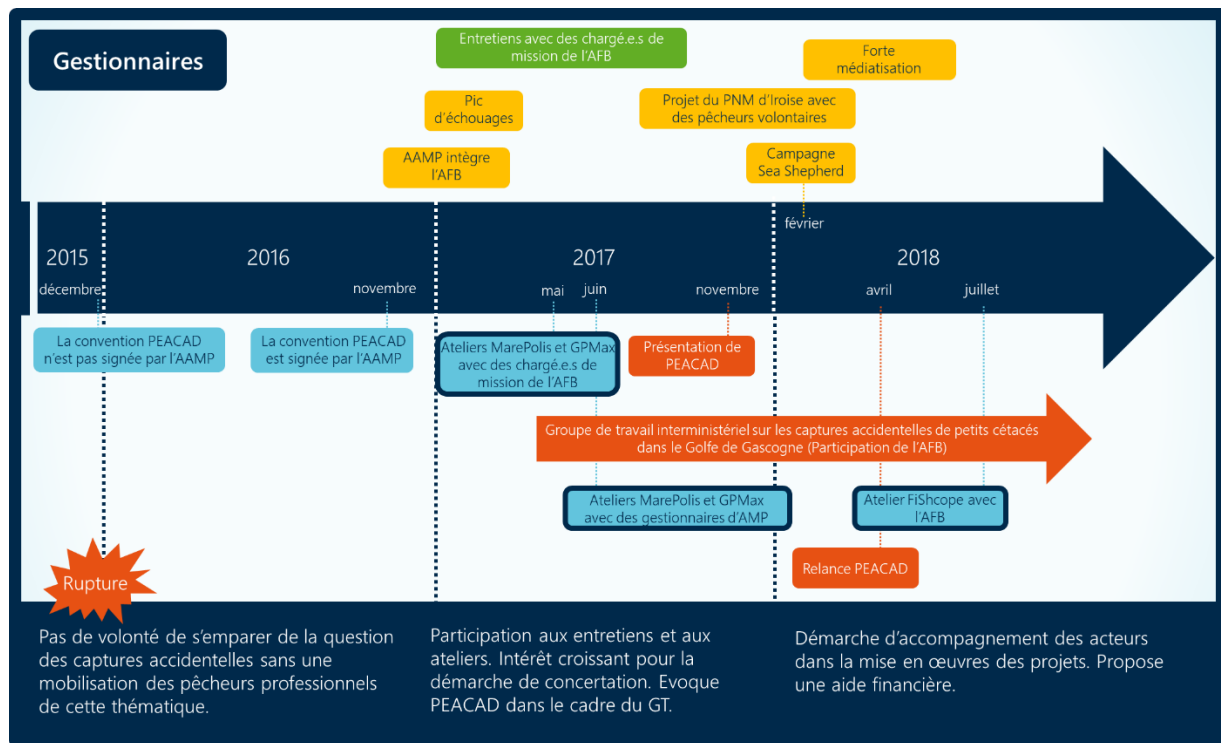 Gestionnaires
Entretiens avec des chargé.e.s de
mission de l'AFB
Forte
médiatisation
Pic
d'échouages
Projet du PNM d'Iroise avec
des pêcheurs volontaires
AAMP intègre
l'AFB
Campagne
Sea Shepherd
février
2015
2016
2017
2018
décembre
novembre
mai
juin
novembre
avril
juillet
La convention PEACAD
n'est pas signée par l'AAMP
La convention PEACAD
est signée par l'AAMP
Ateliers MarePolis et GPMax
avec des chargé.e.s de
mission de l'AFB
Présentation de
PEACAD
Groupe de travail interministériel sur les captures accidentelles de petits cétacés
dans le Golfe de Gascogne (Participation de l'AFB)
Ateliers MarePolis et GPMax
avec des gestionnaires d'AMP
Atelier FiShcope avec
l'AFB
Relance PEACAD
Rupture
Pas de volonté de s'emparer de la question
des captures accidentelles sans une
mobilisation des pêcheurs professionnels
de cette thématique.
Participation aux entretiens et aux
ateliers. Intérêt croissant pour la
démarche de concertation. Evoque
PEACAD dans le cadre du GT.
Démarche d'accompagnement des acteurs
dans la mise en œuvres des projets. Propose
une aide financière.